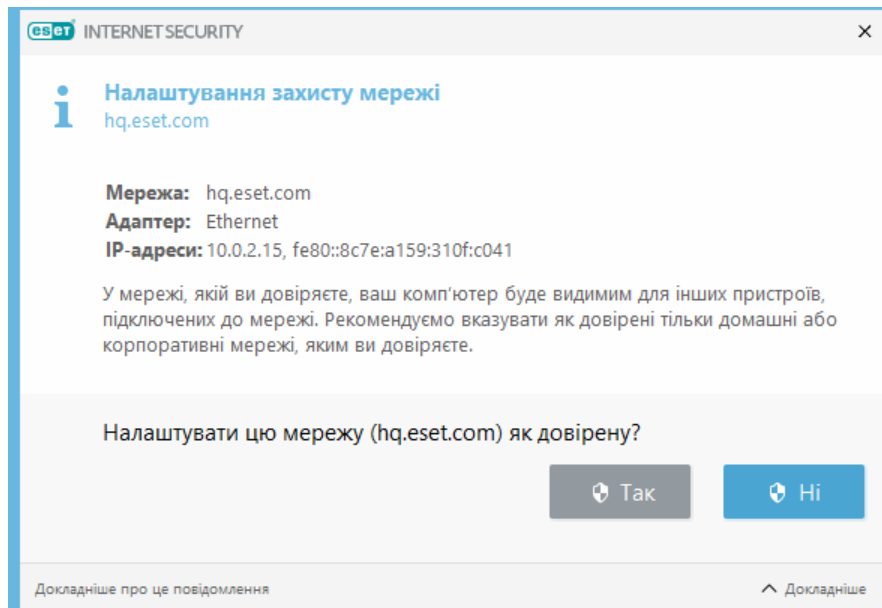 eset INTERNET SECURITY
Налаштування захисту мережі
hq.eset.com
Мережа: hq.eset.com
Адаптер: Ethernet
IP-адреси: 10.0.2.15, fe80::8c7e:a159:310f:c041
У мережі, якій ви довіряєте, ваш комп'ютер буде видимим для інших пристроїв,
підключених до мережі. Рекомендуємо вказувати як довірені тільки домашні або
корпоративні мережі, яким ви довіряєте.
Налаштувати цю мережу (hq.eset.com) як довірену?
Так Ні
Докладніше про це повідомлення Докладніше